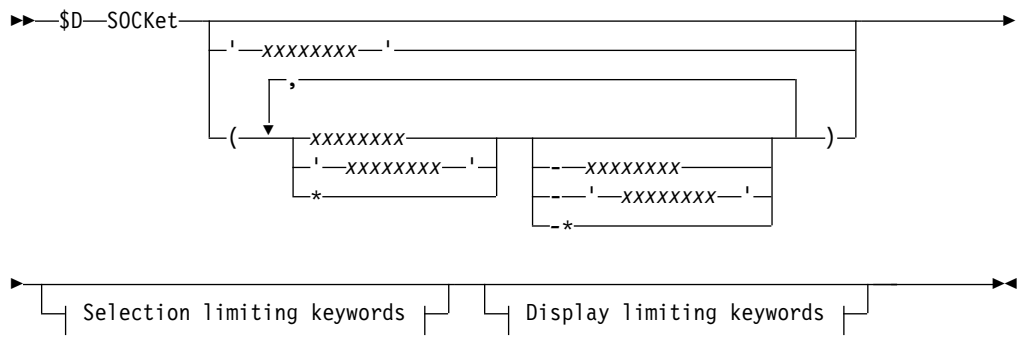 $D SOCKet
' xxxxxxxx '
,
( xxxxxxxx )
' xxxxxxxx ' - xxxxxxxx
* - ' xxxxxxxx '
-*
Selection limiting keywords Display limiting keywords